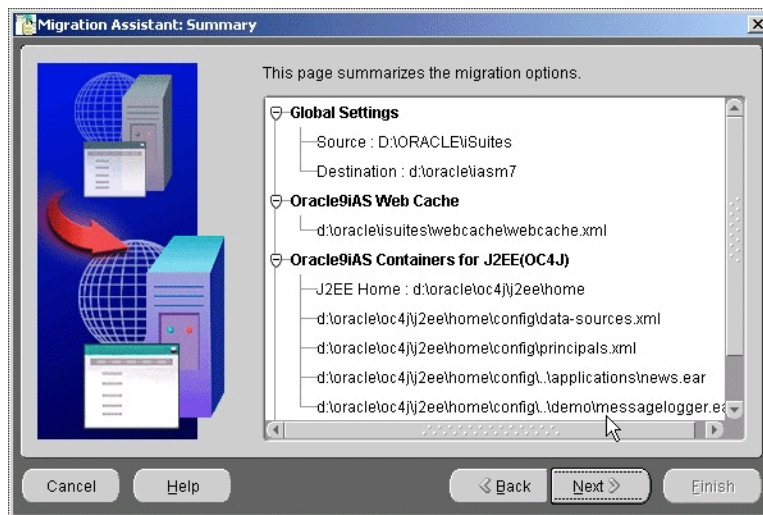 Migration Assistant: Summary
This page summarizes the migration options.
Global Settings
Source : D:\ORACLE\iSuites
Destination : d:\oracle\iasm7
Oracle9iAS Web Cache
d:\oracle\isuites\webcache\webcache.xml
Oracle9iAS Containers for J2EE(OC4J)
J2EE Home : d:\oracle\oc4j\j2ee\home
d:\oracle\oc4j\j2ee\home\config\data-sources.xml
d:\oracle\oc4j\j2ee\home\config\principals.xml
d:\oracle\oc4j\j2ee\home\config\..\applications\news.ear
d:\oracle\oc4j\j2ee\home\config\..\demo\messagelogger.ea
Cancel Help Back Next Finish